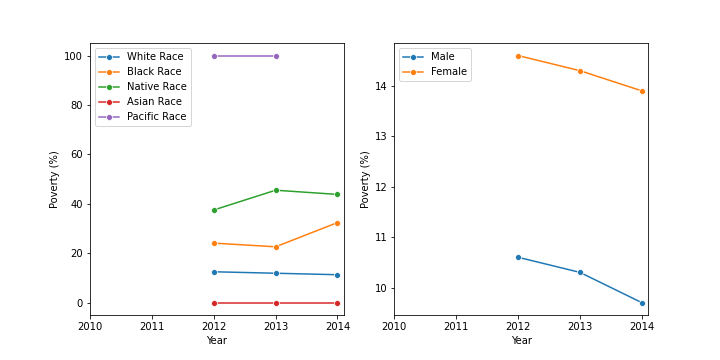 White Race
Black Race
Native Race
Asian Race
Pacific Race
100
80
60
40
20
0
Poverty (%)
2010 2011 2012 2013 2014
Year
Male
Female
14
13
12
11
10
Poverty (%)
2010 2011 2012 2013 2014
Year